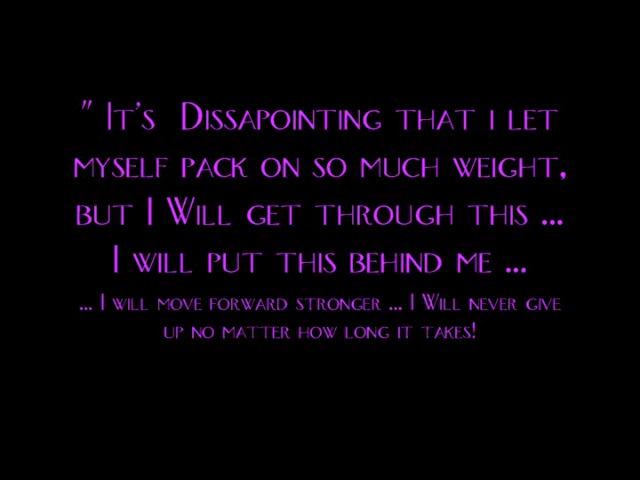 " It's Dissapointing that i let
myself pack on so much weight,
but I Will get through this ...
I will put this behind me ...
... I will move forward stronger ... I Will never give
up no matter how long it takes!